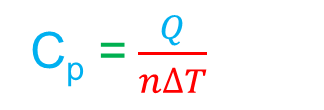 Cp = Q / nΔT